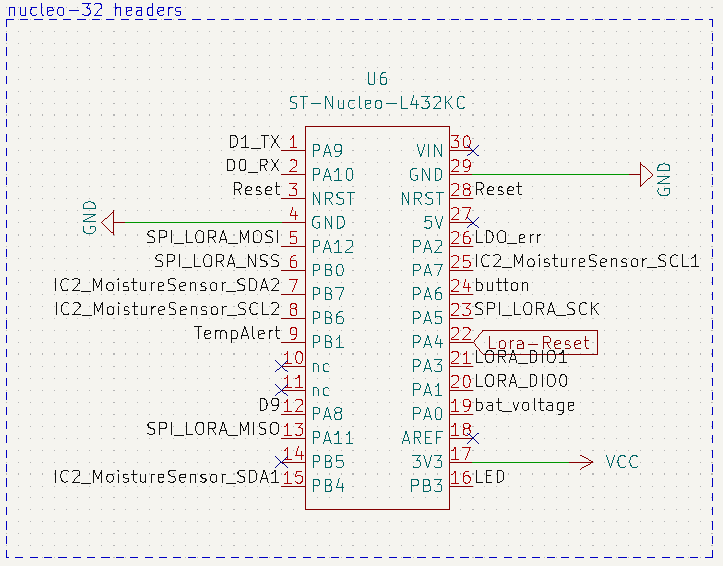 nucleo-32 headers
U6
ST-Nucleo-L432KC
D1_TX 1 PA9 VIN 30
D0_RX 2 PA10 GND 29 GND
Reset 3 NRST NRST 28 Reset
GND 4 GND 5V 27
SPI_LORA_MOSI 5 PA12 PA2 26 LDO_err
SPI_LORA_NSS 6 PB0 PA7 25 IC2_MoistureSensor_SCL1
IC2_MoistureSensor_SDA2 7 PB7 PA6 24 button
IC2_MoistureSensor_SCL2 8 PB6 PA5 23 SPI_LORA_SCK
TempAlert 9 PB1 PA4 22 Lora-Reset
10 nc PA3 21 LORA_DIO1
11 nc PA1 20 LORA_DIO0
D9 12 PA8 PA0 19 bat_voltage
SPI_LORA_MISO 13 PA11 AREF 18
14 PB5 3V3 17 VCC
IC2_MoistureSensor_SDA1 15 PB4 PB3 16 LED